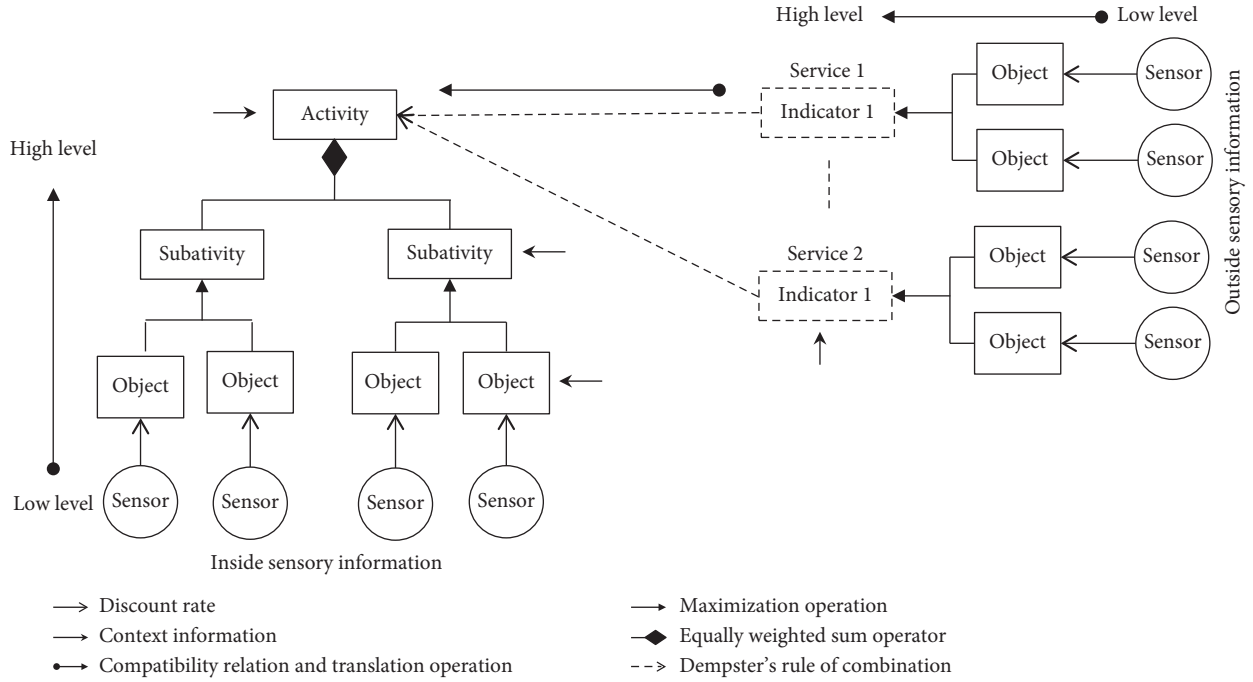 High level
Low level
Service 1
Object
Sensor
Activity
Indicator 1
Object
Sensor
High level
Outside sensory information
Subativity
Subativity
Service 2
Object
Sensor
Indicator 1
Object
Sensor
Object
Object
Object
Object
Low level
Sensor
Sensor
Sensor
Sensor
Inside sensory information
Discount rate
Context information
Compatibility relation and translation operation
Maximization operation
Equally weighted sum operator
Dempster's rule of combination